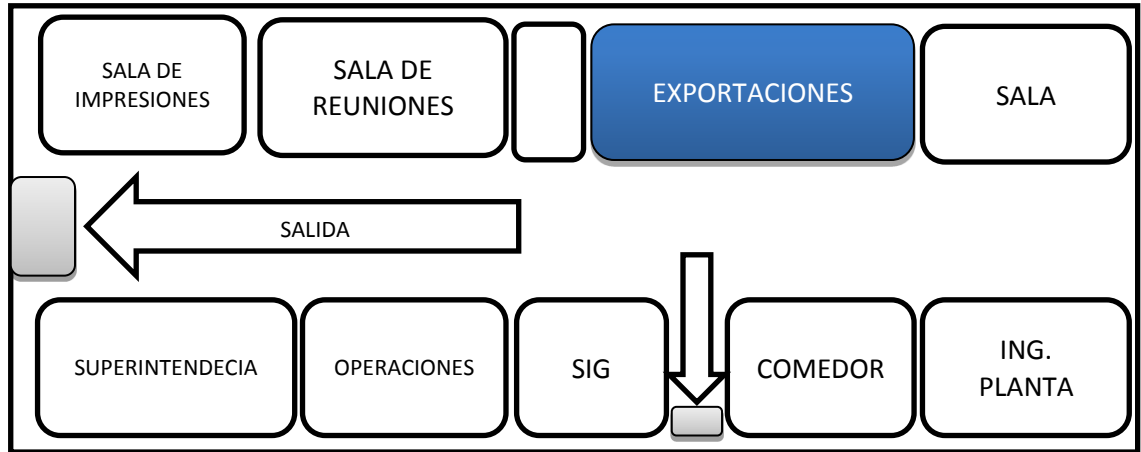 SALA DE
IMPRESIONES
SALA DE
REUNIONES
EXPORTACIONES
SALA
SALIDA
SUPERINTENDECIA
OPERACIONES
SIG
COMEDOR
ING.
PLANTA